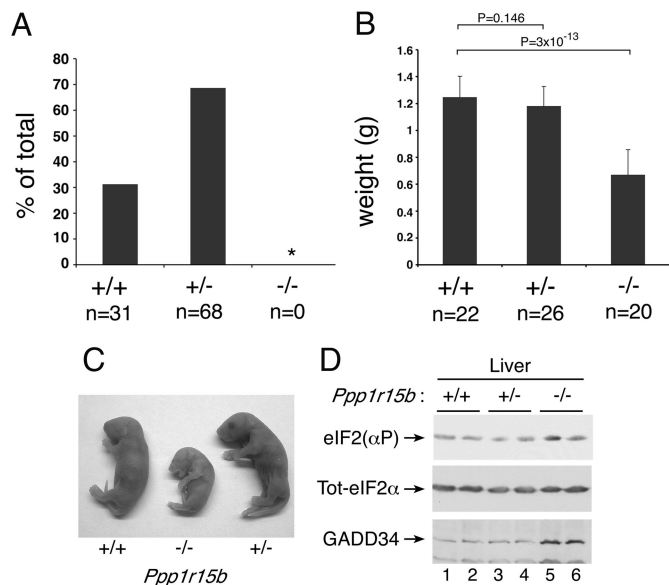 A
% of total
80
70
60
50
40
30
20
10
0
*
+/+ +/- -/-
n=31 n=68 n=0
B
P=0.146
P=3x10-13
weight (g)
1.6
1.4
1.2
1
0.8
0.6
0.4
0.2
0
+/+ +/- -/-
n=22 n=26 n=20
C
+/+ -/- +/-
Ppp1r15b
D
Liver
Ppp1r15b : +/+ +/- -/-
eIF2(αP)
Tot-eIF2α
GADD34
1 2 3 4 5 6